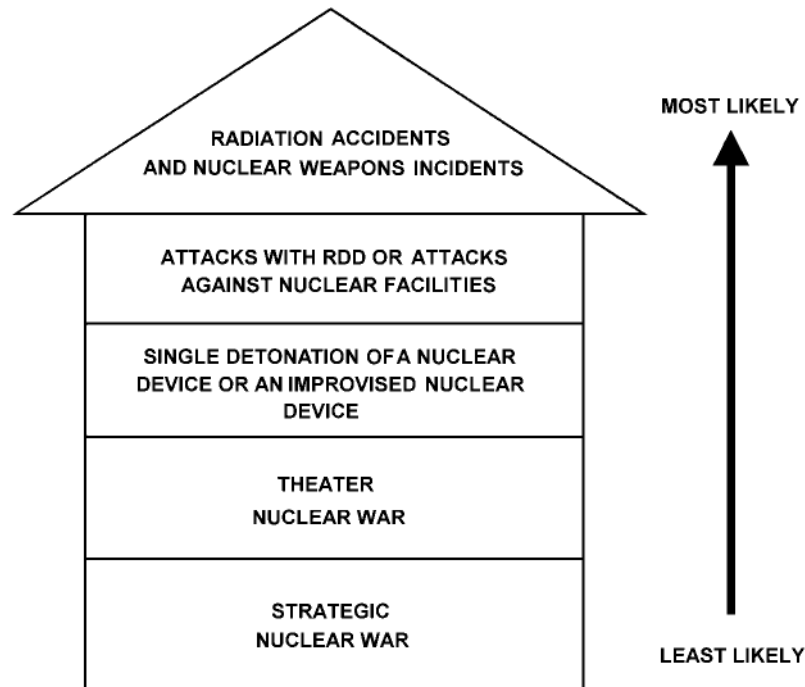 RADIATION ACCIDENTS
AND NUCLEAR WEAPONS INCIDENTS
MOST LIKELY
ATTACKS WITH RDD OR ATTACKS
AGAINST NUCLEAR FACILITIES
SINGLE DETONATION OF A NUCLEAR
DEVICE OR AN IMPROVISED NUCLEAR
DEVICE
THEATER
NUCLEAR WAR
STRATEGIC
NUCLEAR WAR
LEAST LIKELY